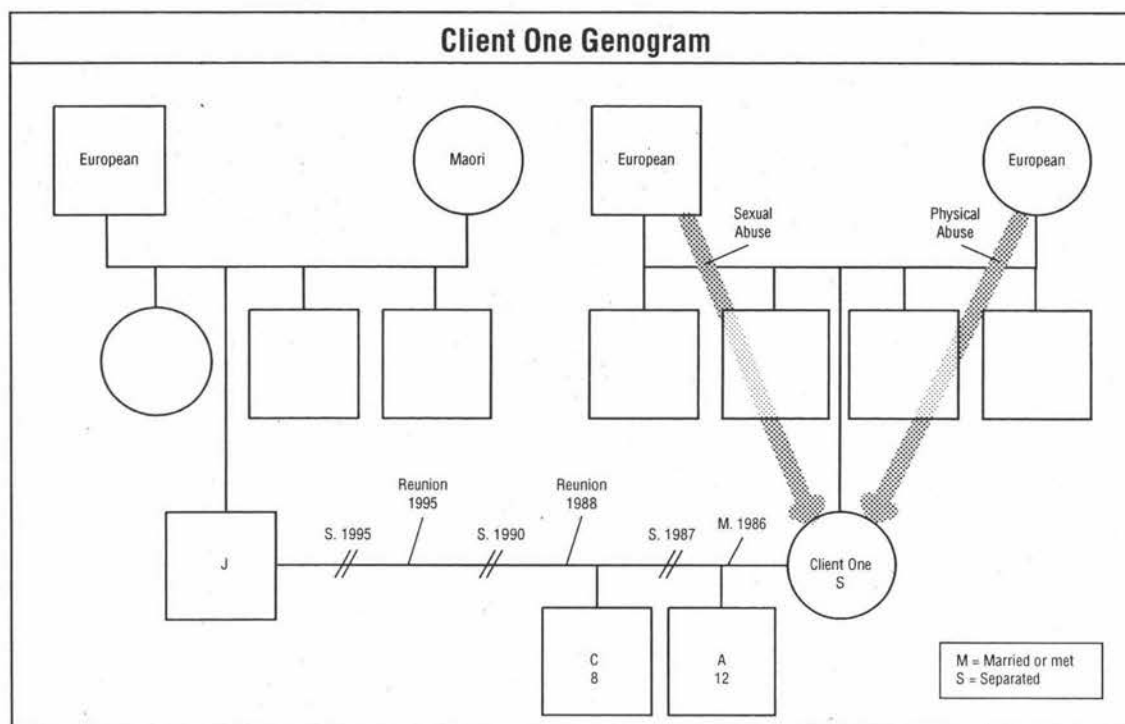 Client One Genogram
European
Maori
European
European
Sexual
Abuse
Physical
Abuse
Reunion
1995
Reunion
1988
S. 1995
S. 1990
S. 1987
M. 1986
J
Client One
S
C
8
A
12
M = Married or met
S = Separated